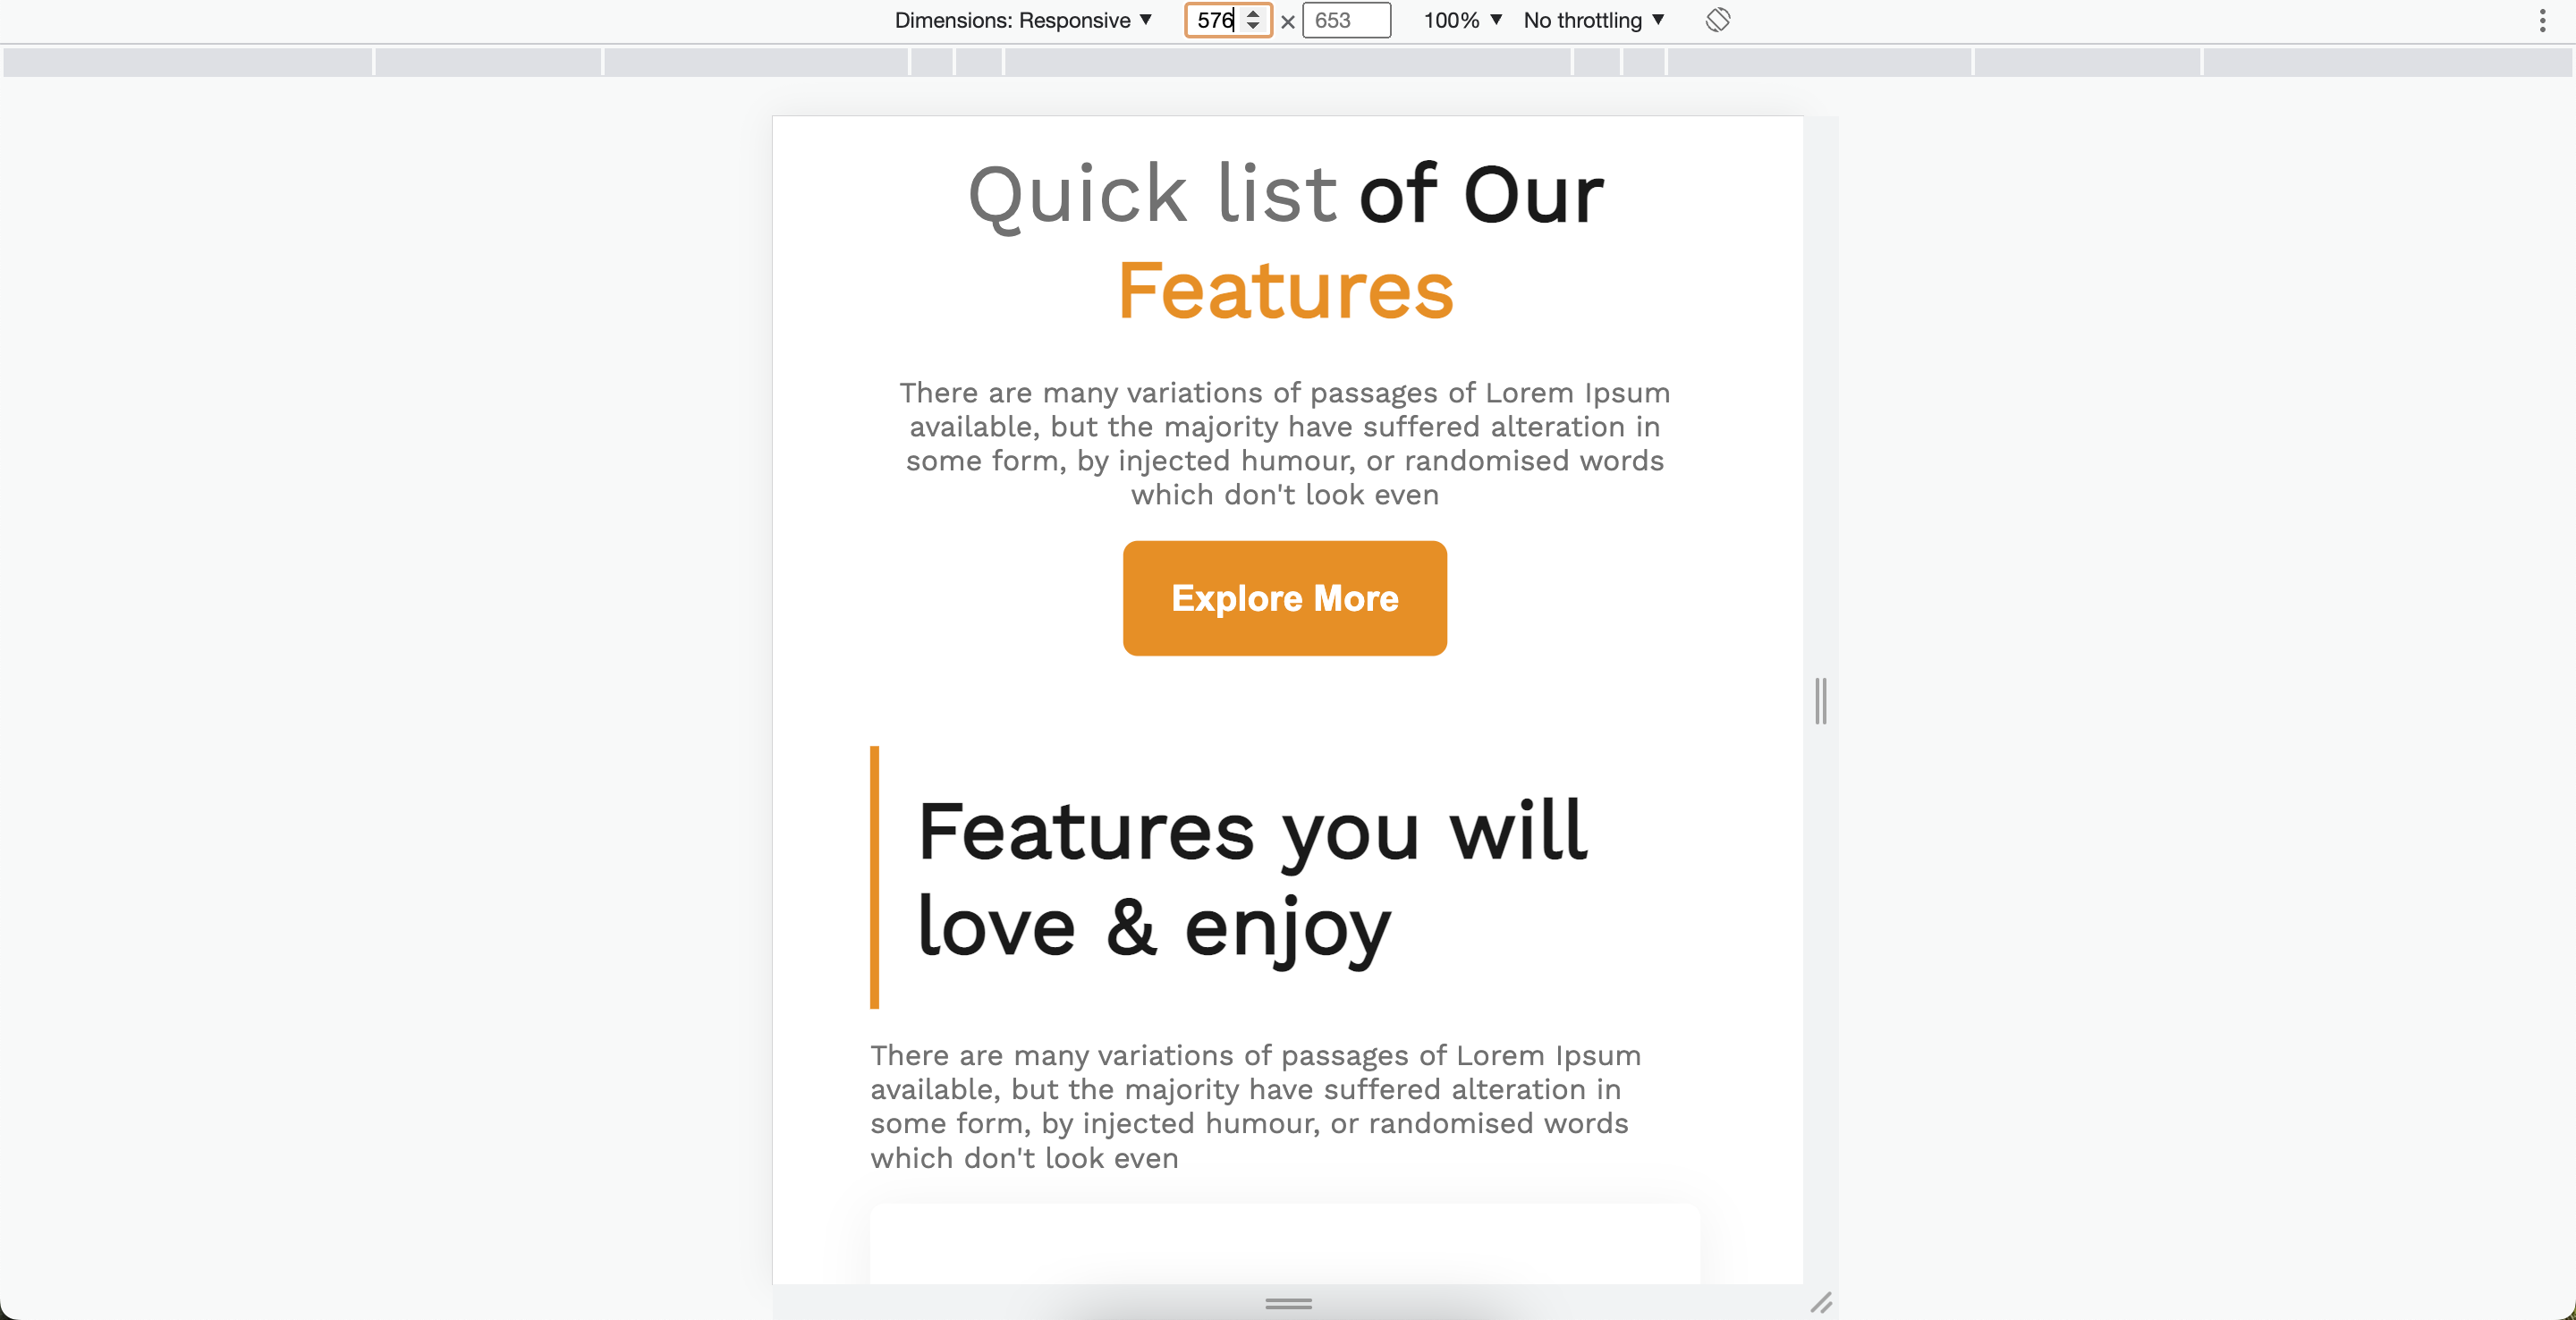 Dimensions: Responsive ▼ 576 × 653 100% ▼ No throttling ▼
Quick list of Our
Features
There are many variations of passages of Lorem Ipsum
available, but the majority have suffered alteration in
some form, by injected humour, or randomised words
which don't look even
Explore More
Features you will
love & enjoy
There are many variations of passages of Lorem Ipsum
available, but the majority have suffered alteration in
some form, by injected humour, or randomised words
which don't look even